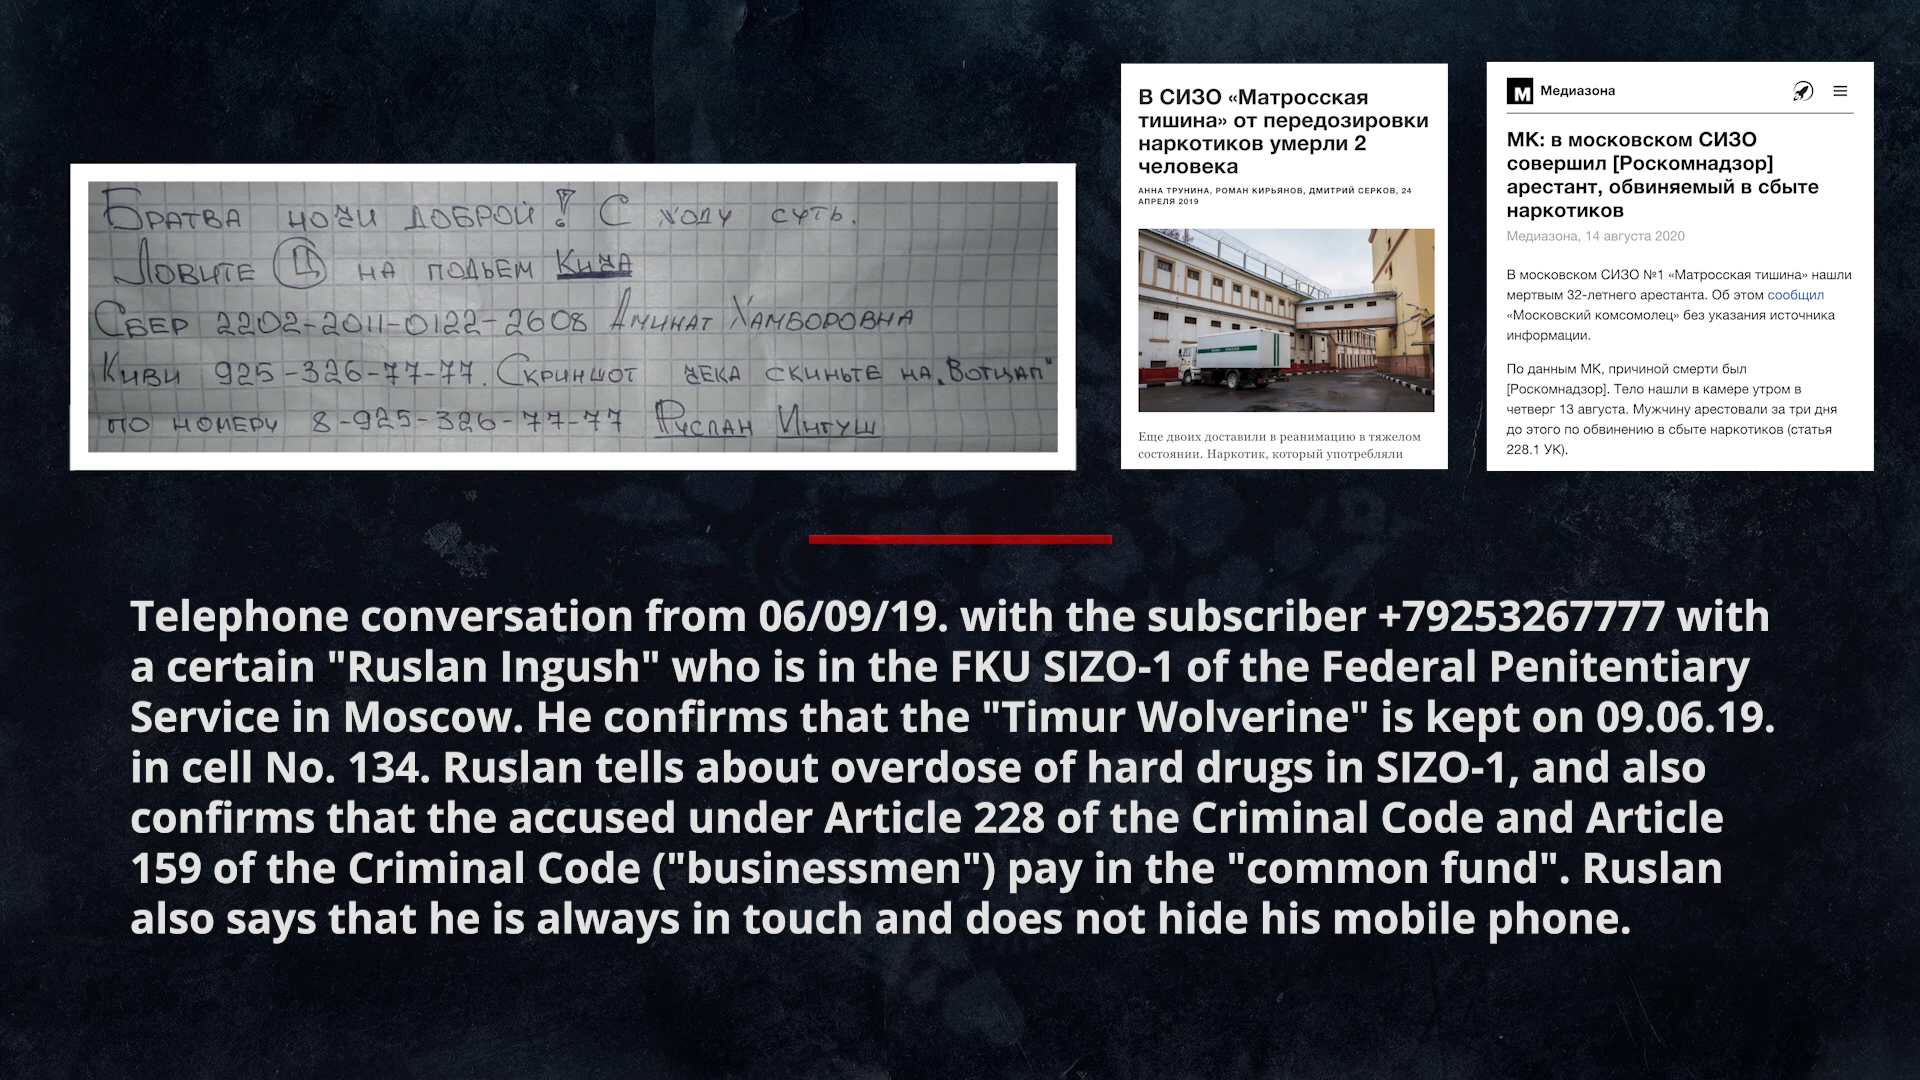 Братва ночи доброй! С ходу суть.
Ловите Ц на подьем Кича
Сбер 2202-2011-0122-2608 Аминат Хамборовна
Киви 925-326-77-77. Скриншот чека скиньте на „Вотцап"
по номеру 8-925-326-77-77 Руслан Ингуш
В СИЗО «Матросская
тишина» от передозировки
наркотиков умерли 2
человека
АННА ТРУНИНА, РОМАН КИРЬЯНОВ, ДМИТРИЙ СЕРКОВ, 24
АПРЕЛЯ 2019
Еще двоих доставили в реанимацию в тяжелом
состоянии. Наркотик, который употребляли
М Медиазона
МК: в московском СИЗО
совершил [Роскомнадзор]
арестант, обвиняемый в сбыте
наркотиков
Медиазона, 14 августа 2020
В московском СИЗО №1 «Матросская тишина» нашли
мертвым 32-летнего арестанта. Об этом сообщил
«Московский комсомолец» без указания источника
информации.
По данным МК, причиной смерти был
[Роскомнадзор]. Тело нашли в камере утром в
четверг 13 августа. Мужчину арестовали за три дня
до этого по обвинению в сбыте наркотиков (статья
228.1 УК).
Telephone conversation from 06/09/19. with the subscriber +79253267777 with
a certain "Ruslan Ingush" who is in the FKU SIZO-1 of the Federal Penitentiary
Service in Moscow. He confirms that the "Timur Wolverine" is kept on 09.06.19.
in cell No. 134. Ruslan tells about overdose of hard drugs in SIZO-1, and also
confirms that the accused under Article 228 of the Criminal Code and Article
159 of the Criminal Code ("businessmen") pay in the "common fund". Ruslan
also says that he is always in touch and does not hide his mobile phone.